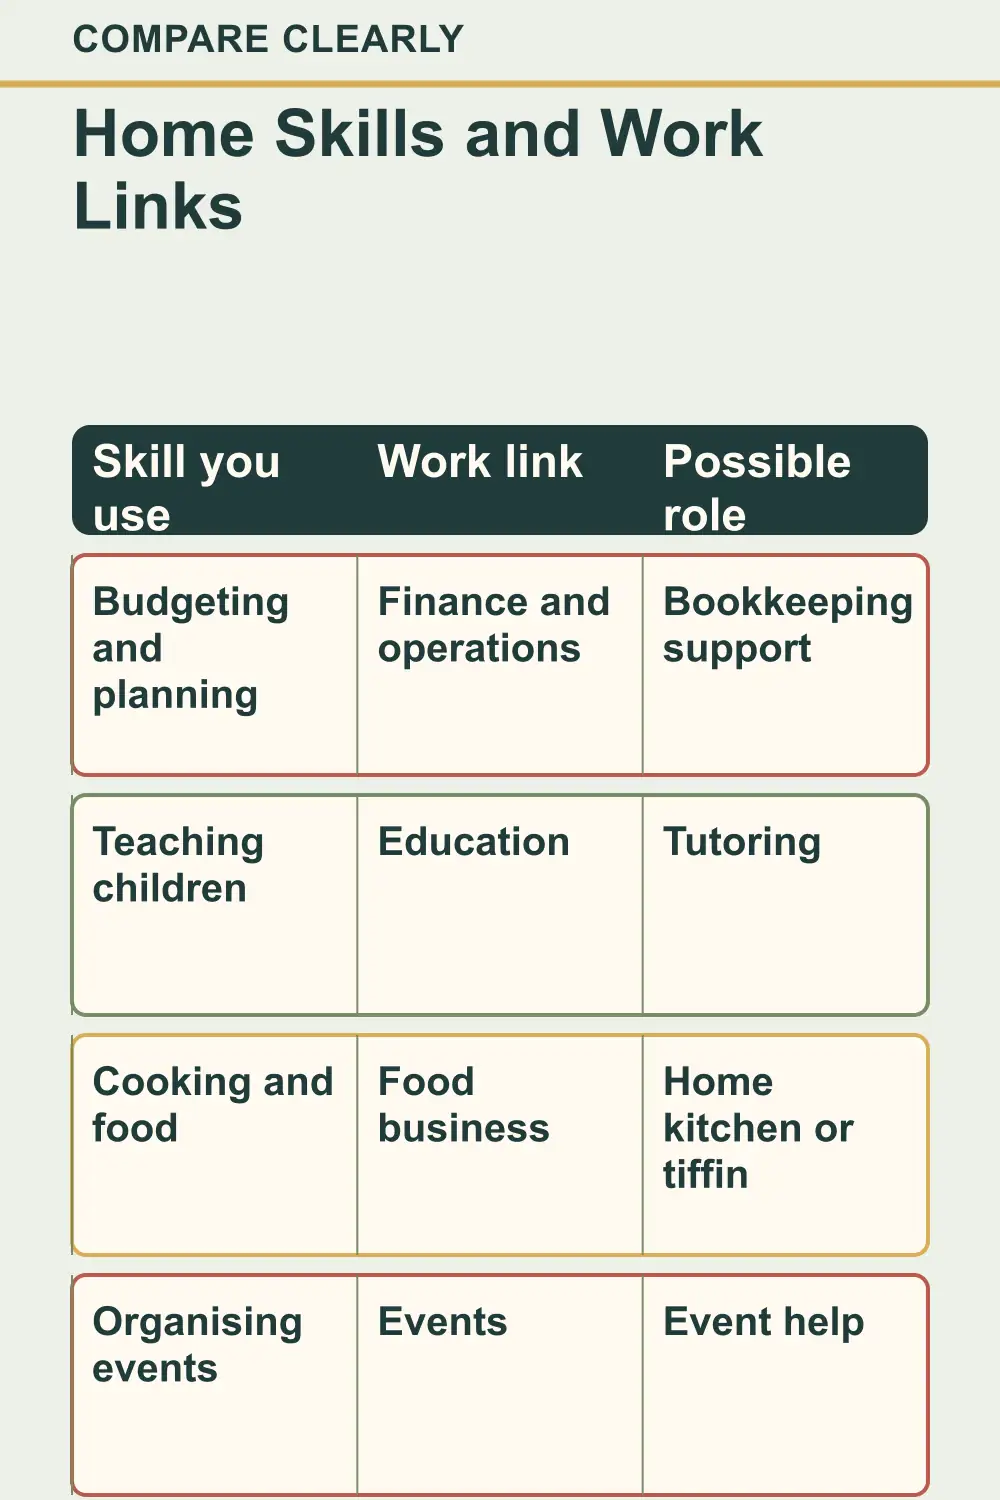 COMPARE CLEARLY
Home Skills and Work
Links
Skill you
use
Work link
Possible
role
Budgeting
and
planning
Finance and
operations
Bookkeeping
support
Teaching
children
Education
Tutoring
Cooking and
food
Food
business
Home
kitchen or
tiffin
Organising
events
Events
Event help